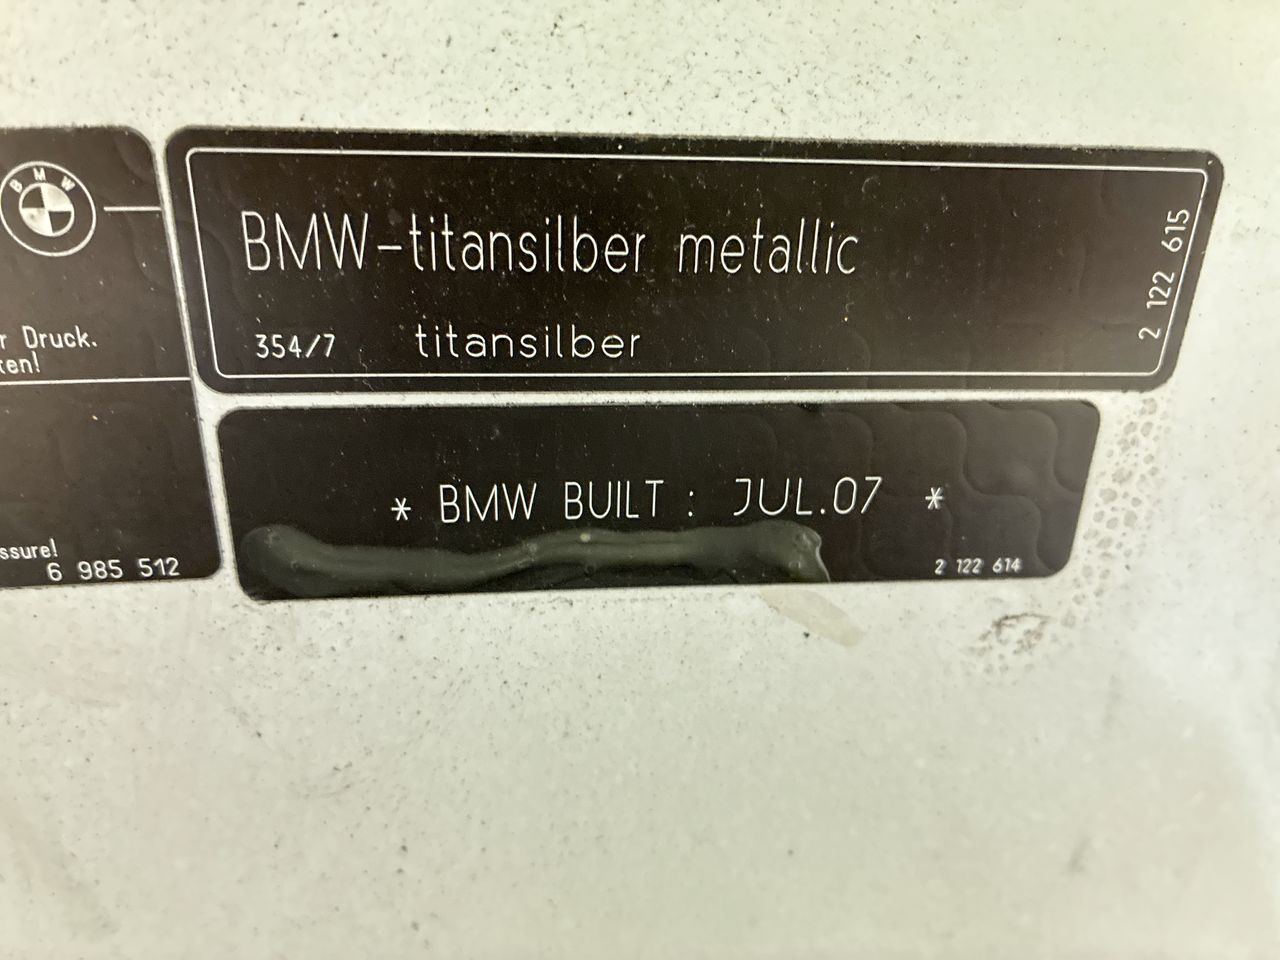 BMW
r Druck.
ten!
ssure!
6 985 512
BMW-titansilber metallic
354/7 titansilber
2 122 615
* BMW BUILT : JUL.07 *
2 122 614